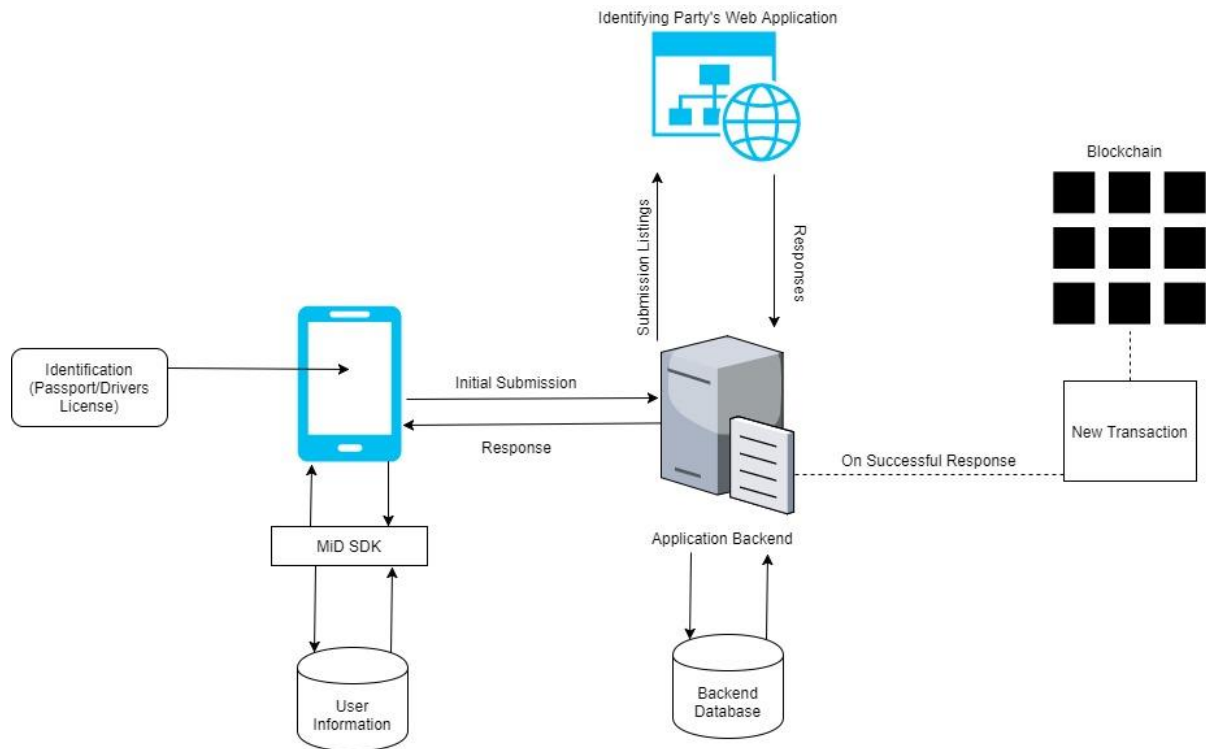 Identifying Party's Web Application
Blockchain
Submission Listings
Responses
Identification
(Passport/Drivers
License)
Initial Submission
Response
New Transaction
On Successful Response
MiD SDK
Application Backend
User
Information
Backend
Database